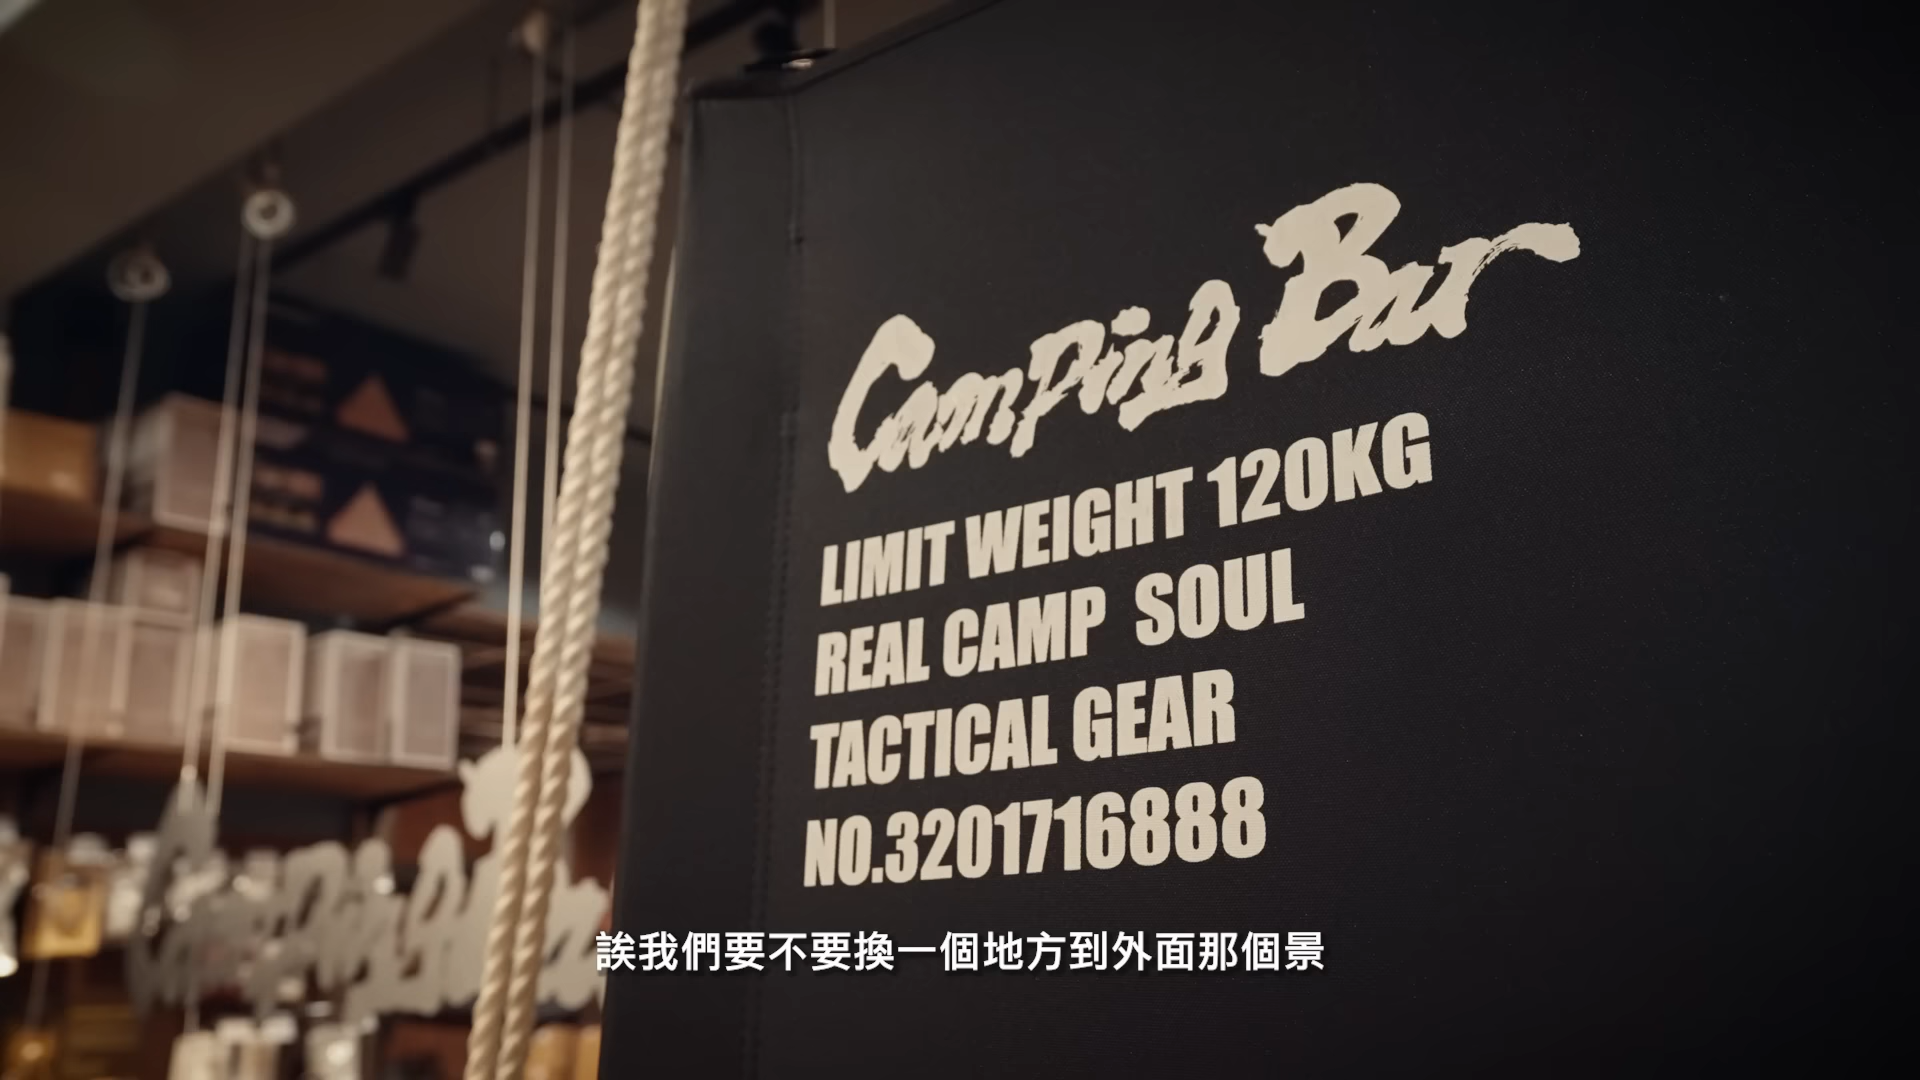 Camping Bar
LIMIT WEIGHT 120KG
REAL CAMP SOUL
TACTICAL GEAR
NO.3201716888
誒我們要不要換一個地方到外面那個景